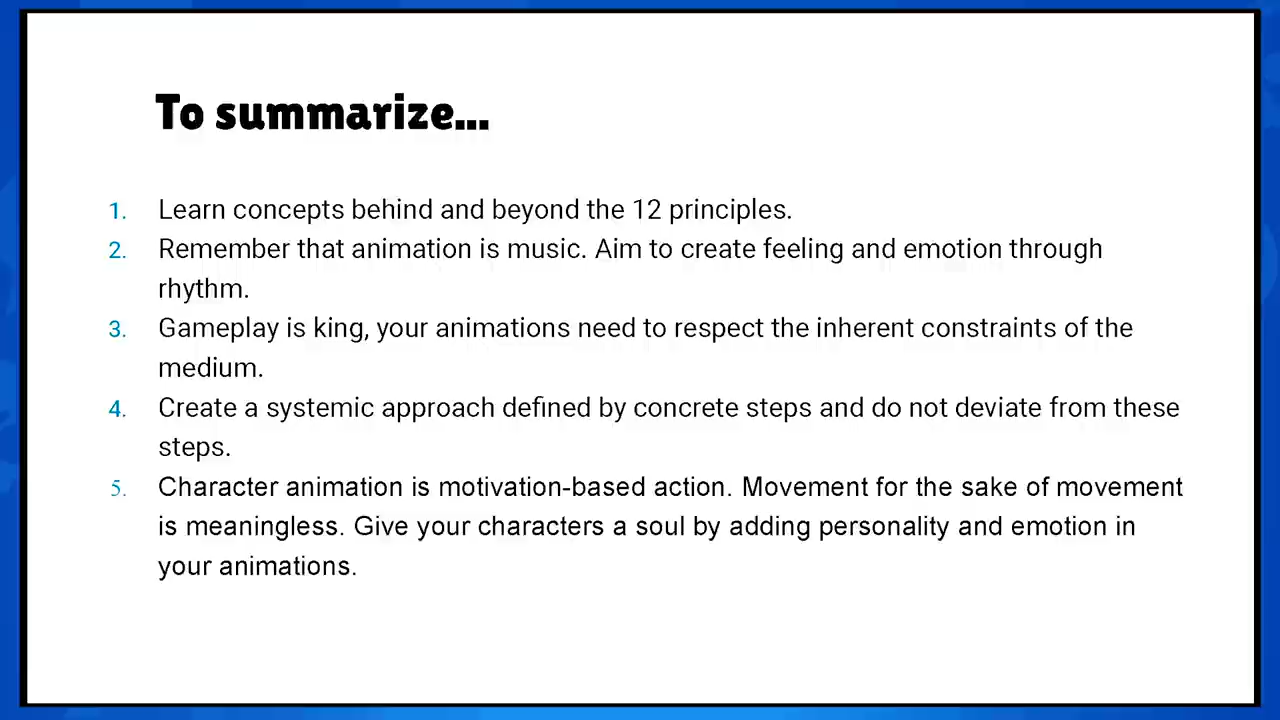 To summarize...
1. Learn concepts behind and beyond the 12 principles.
2. Remember that animation is music. Aim to create feeling and emotion through
rhythm.
3. Gameplay is king, your animations need to respect the inherent constraints of the
medium.
4. Create a systemic approach defined by concrete steps and do not deviate from these
steps.
5. Character animation is motivation-based action. Movement for the sake of movement
is meaningless. Give your characters a soul by adding personality and emotion in
your animations.